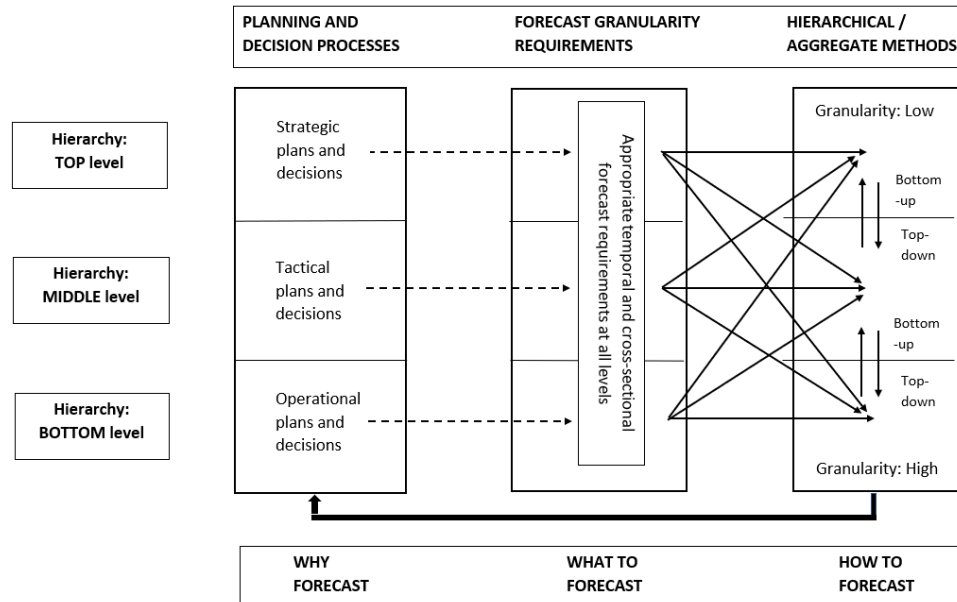 PLANNING AND
DECISION PROCESSES
FORECAST GRANULARITY
REQUIREMENTS
HIERARCHICAL /
AGGREGATE METHODS
Hierarchy:
TOP level
Strategic
plans and
decisions
Hierarchy:
MIDDLE level
Tactical
plans and
decisions
Hierarchy:
BOTTOM level
Operational
plans and
decisions
Appropriate temporal and cross-sectional
forecast requirements at all levels
Granularity: Low
Bottom
-up
Top-
down
Bottom
-up
Top-
down
Granularity: High
WHY
FORECAST
WHAT TO
FORECAST
HOW TO
FORECAST